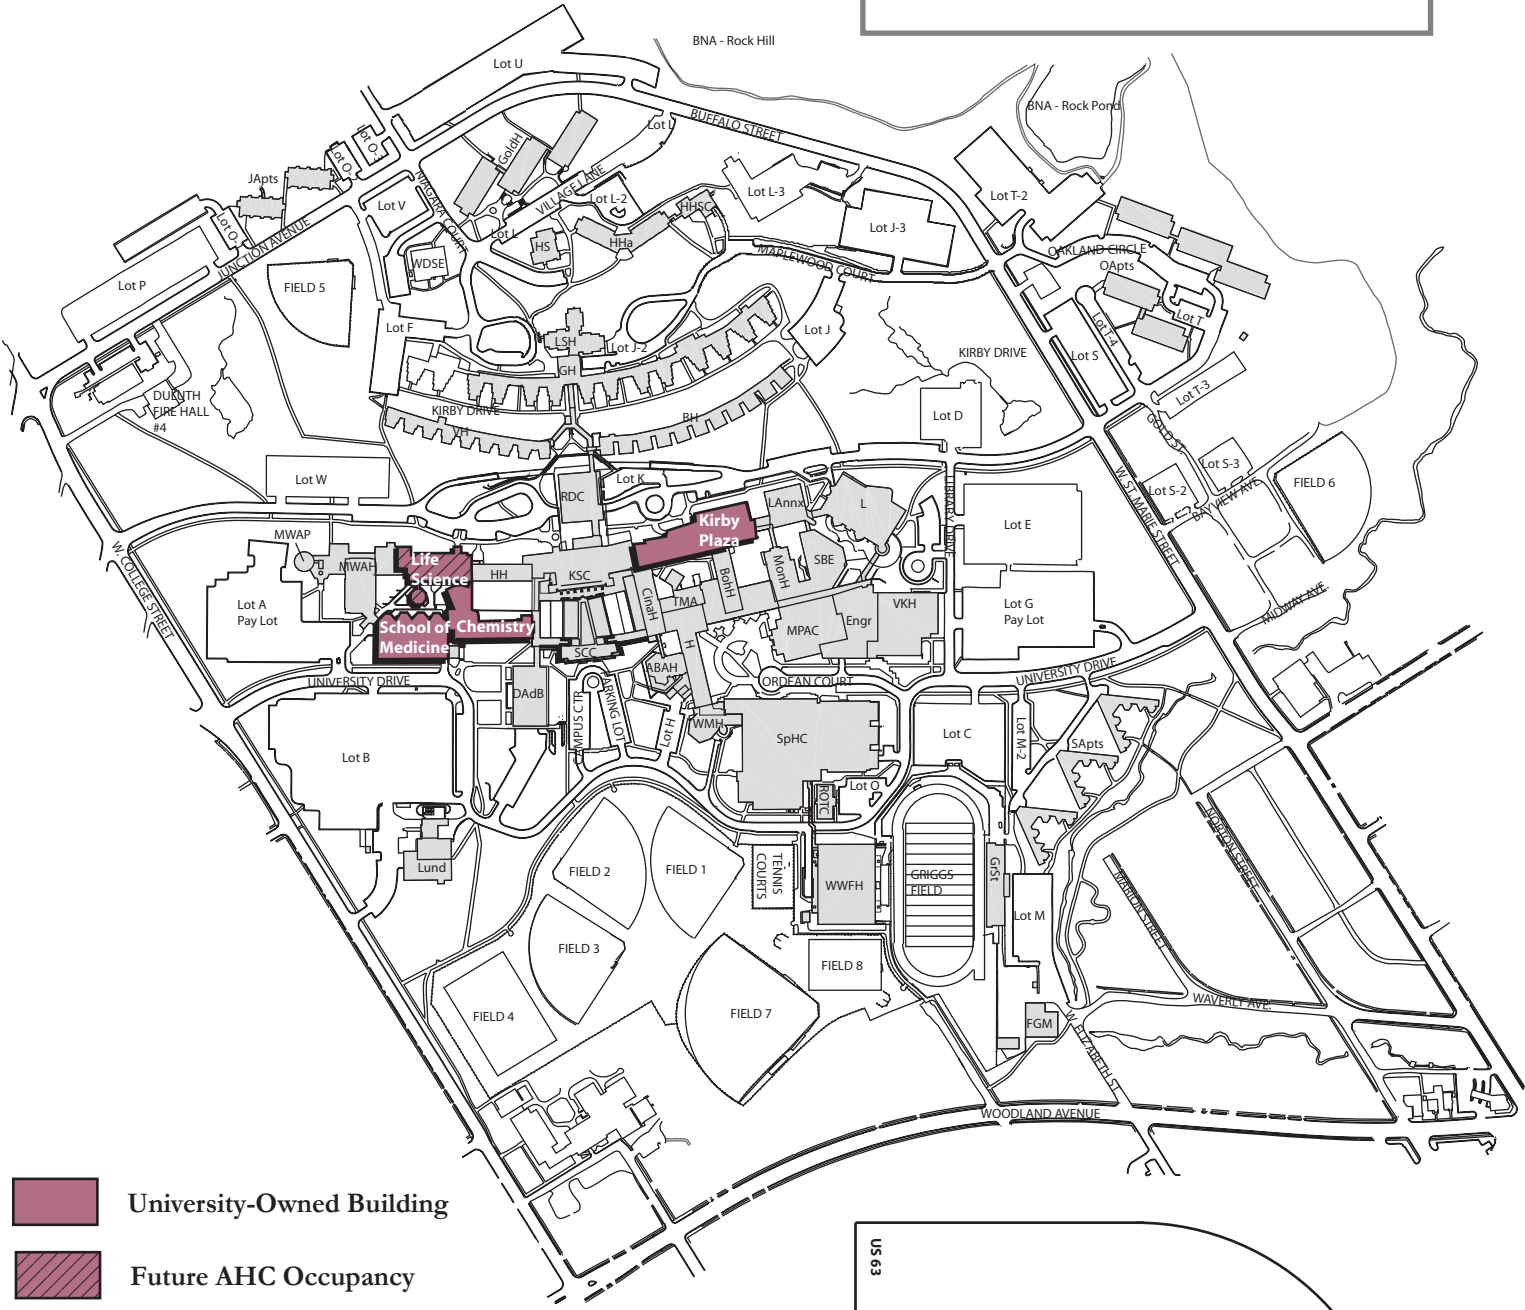 BNA - Rock Hill
Lot U
BNA - Rock Pond
BUFFALO STREET
Lot L
Lot O-3
Lot O-
GoldH
JApts
NIAGARA COURT
VILLAGE LANE
Lot L-2
Lot L-3
Lot T-2
Lot V
HHSC
Lot O-
JUNCTION AVENUE
Lot L
HS
HHa
Lot J-3
WDSE
MAPLEWOOD COURT
OAKLAND CIRCLE
OApts
Lot P
FIELD 5
Lot F
Lot J
Lot T
Lot T-4
LSH
Lot J-2
KIRBY DRIVE
Lot S
GH
DULUTH
FIRE HALL
#4
KIRBY DRIVE
VH
BH
Lot D
Lot T-3
GOLD ST.
Lot W
RDC
Lot K
LAnnx
L
LIBRARY DRIVE
W. ST. MARIE STREET
Lot S-3
Lot S-2
BAYVIEW AVE
FIELD 6
Kirby
Plaza
Lot E
MWAP
W. COLLEGE STREET
MWAH
Life
Science
HH
KSC
CinaH
BohH
MonH
SBE
TMA
Lot A
Pay Lot
School of
Medicine
Chemistry
VKH
Lot G
Pay Lot
MIDWAY AVE.
MPAC
Engr
H
SCC
ABAH
UNIVERSITY DRIVE
ORDEAN COURT
UNIVERSITY DRIVE
DAdB
MPUS CTR
ARKING LOT
Lot H
WMH
SpHC
Lot C
Lot M-2
SApts
Lot B
ROTC
Lot O
NORTON STREET
Lund
FIELD 2
FIELD 1
TENNIS
COURTS
WWFH
GRIGGS
FIELD
GrSt
Lot M
MARION STREET
FIELD 3
FIELD 8
FIELD 4
FIELD 7
WAVERLY AVE.
FGM
W. ELIZABETH ST.
WOODLAND AVENUE
University-Owned Building
Future AHC Occupancy
US 63